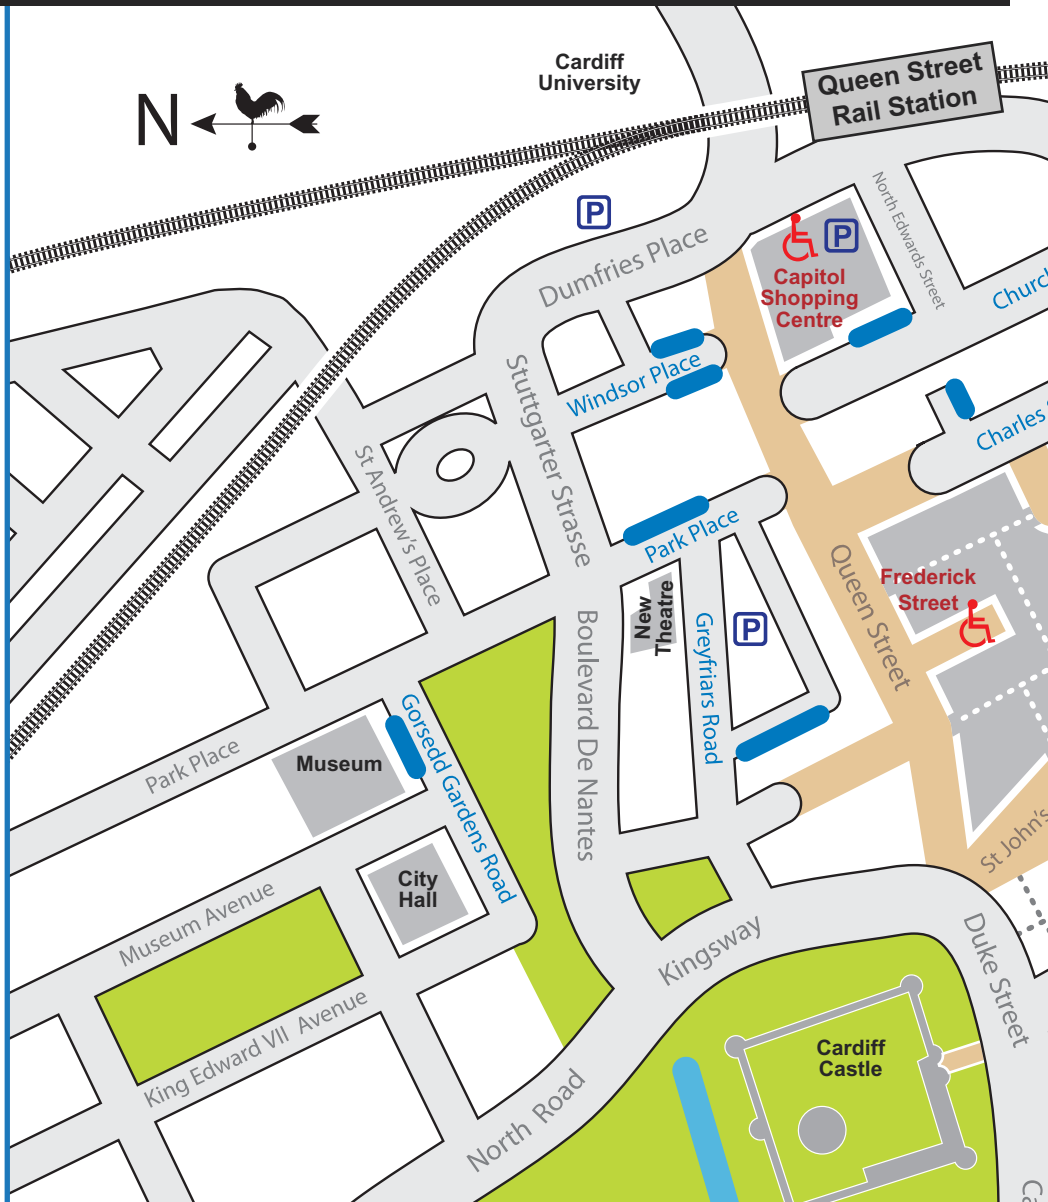 Cardiff
University
Queen Street
Rail Station
N
P
North Edwards Street
P
Dumfries Place
Capitol
Shopping
Centre
Windsor Place
Stuttgarter Strasse
St Andrew's Place
Park Place
Queen Street
Frederick
Street
New
Theatre
Greyfriars Road
P
Boulevard De Nantes
Gorsedd Gardens Road
Park Place
Museum
City
Hall
Museum Avenue
King Edward VII Avenue
Kingsway
St John's
Duke Street
Cardiff
Castle
North Road
Charles
Church